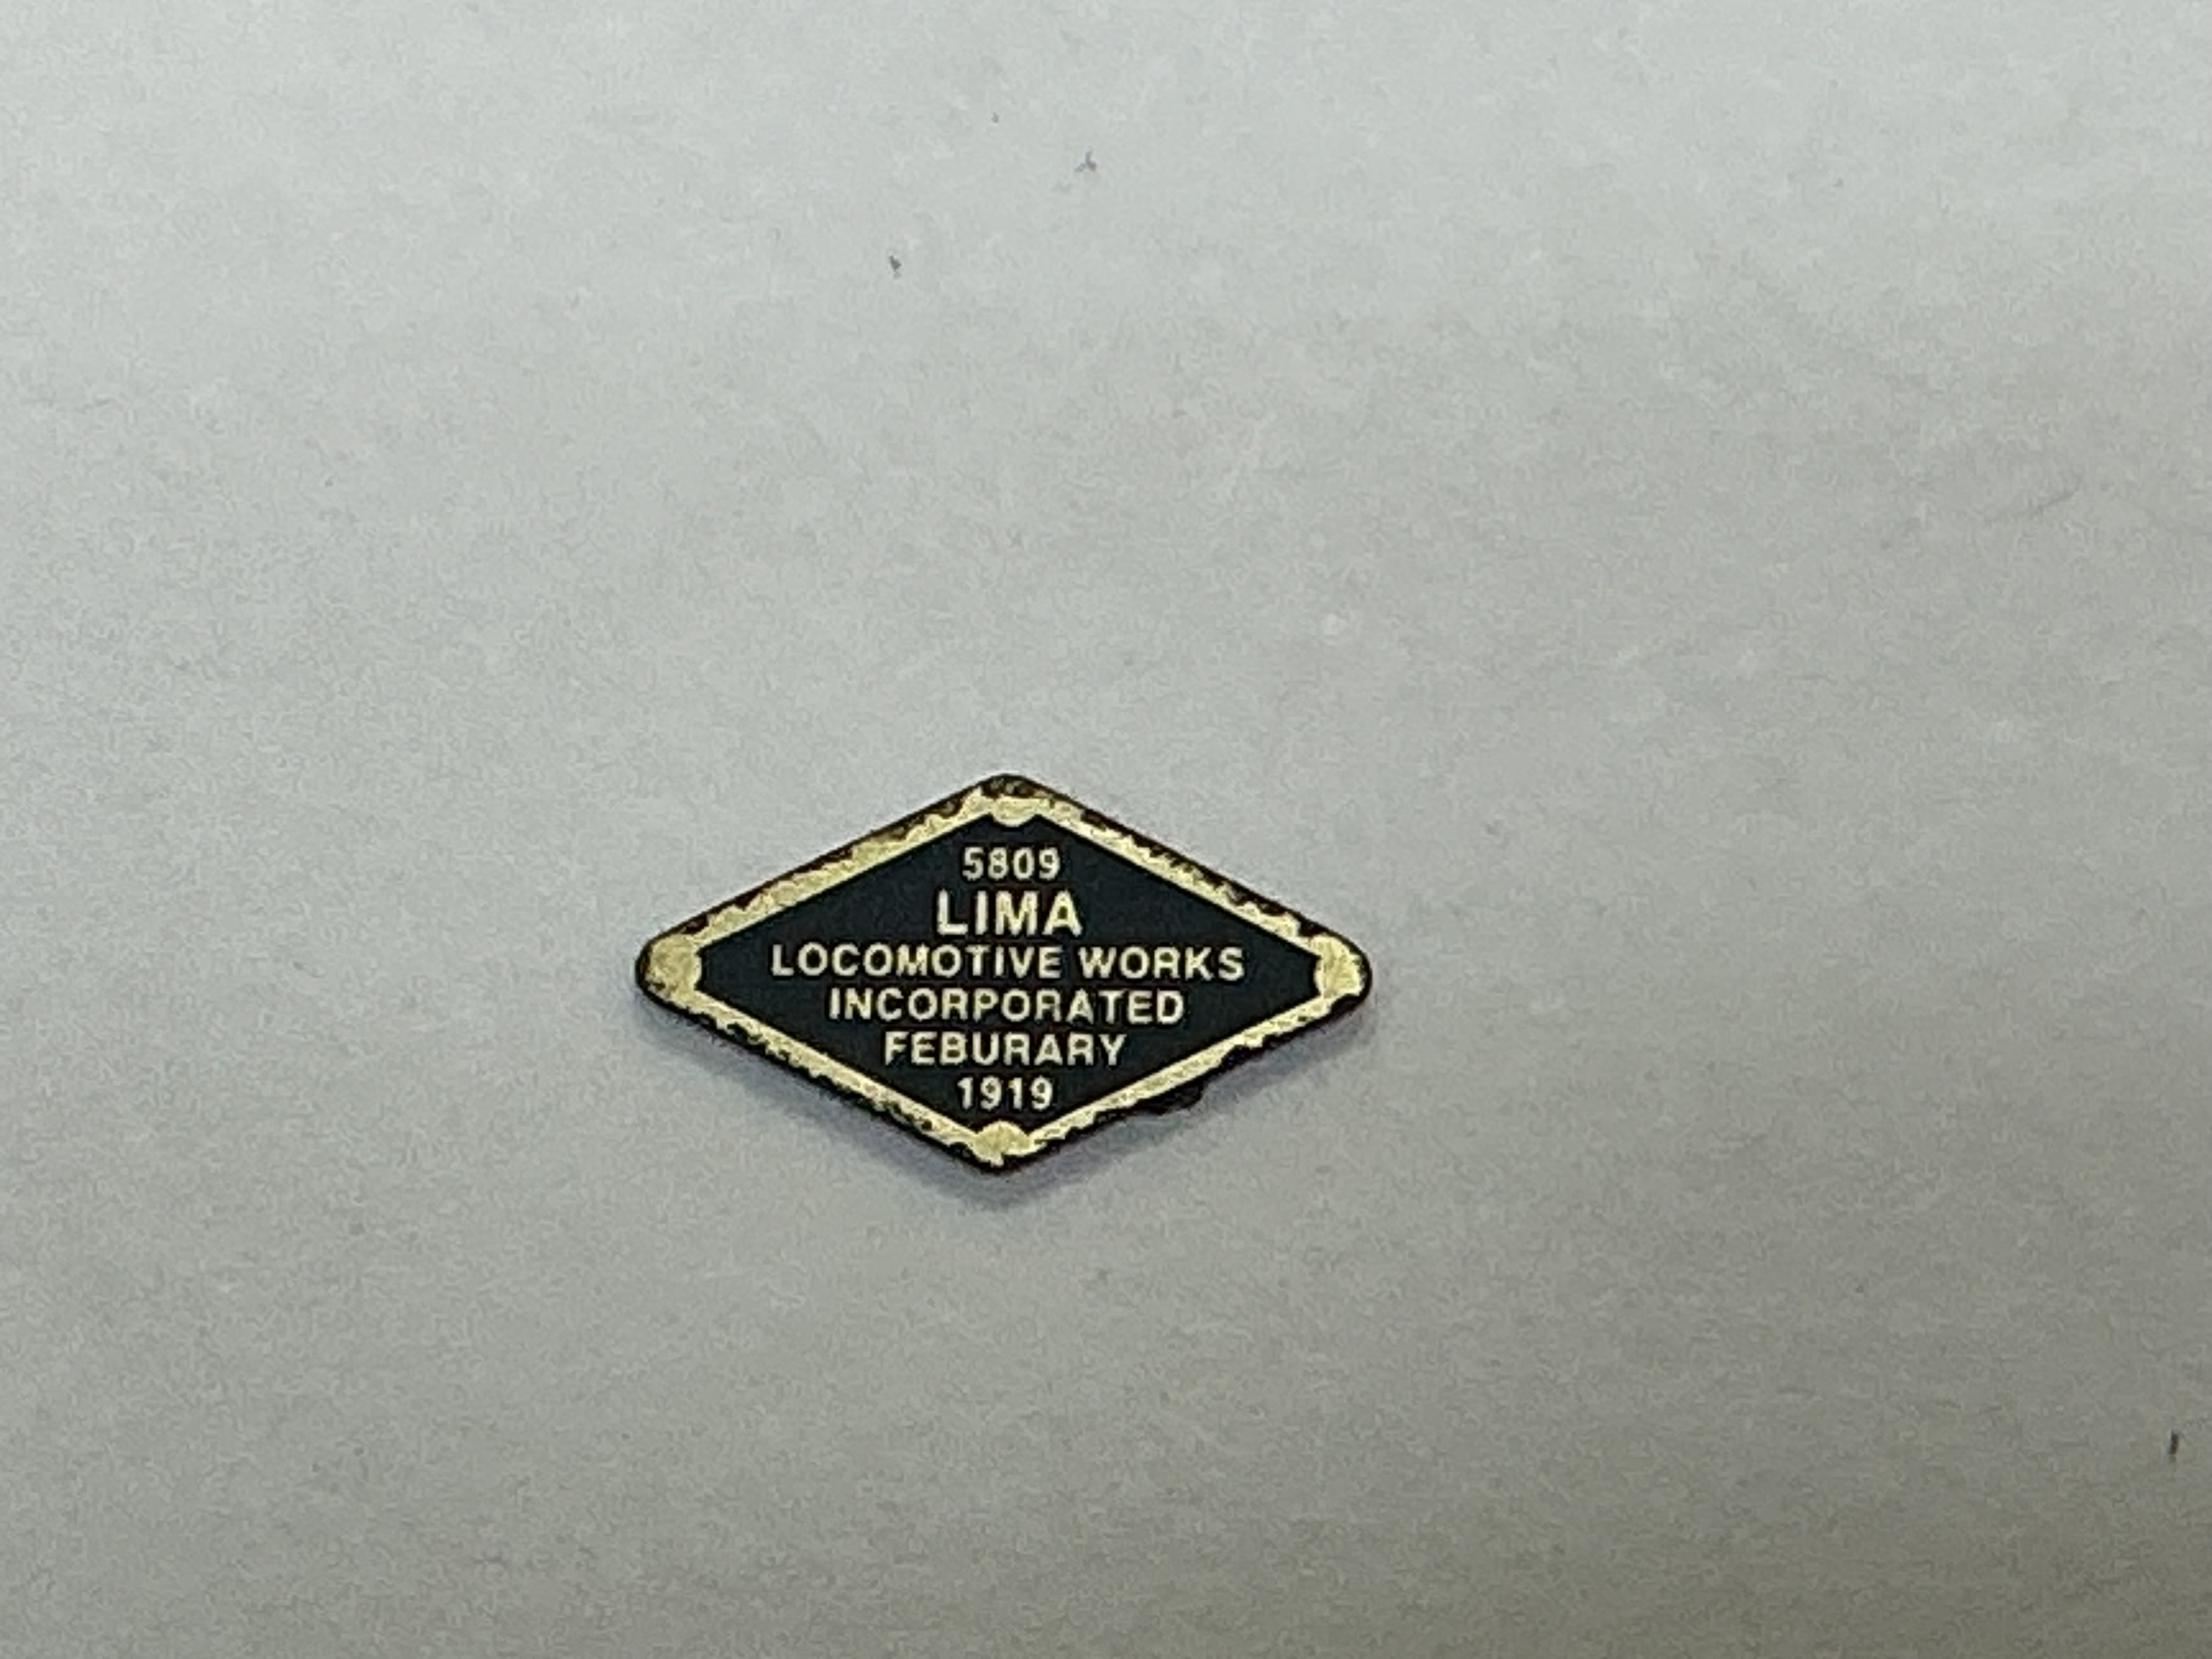 5809
LIMA
LOCOMOTIVE WORKS
INCORPORATED
FEBURARY
1919